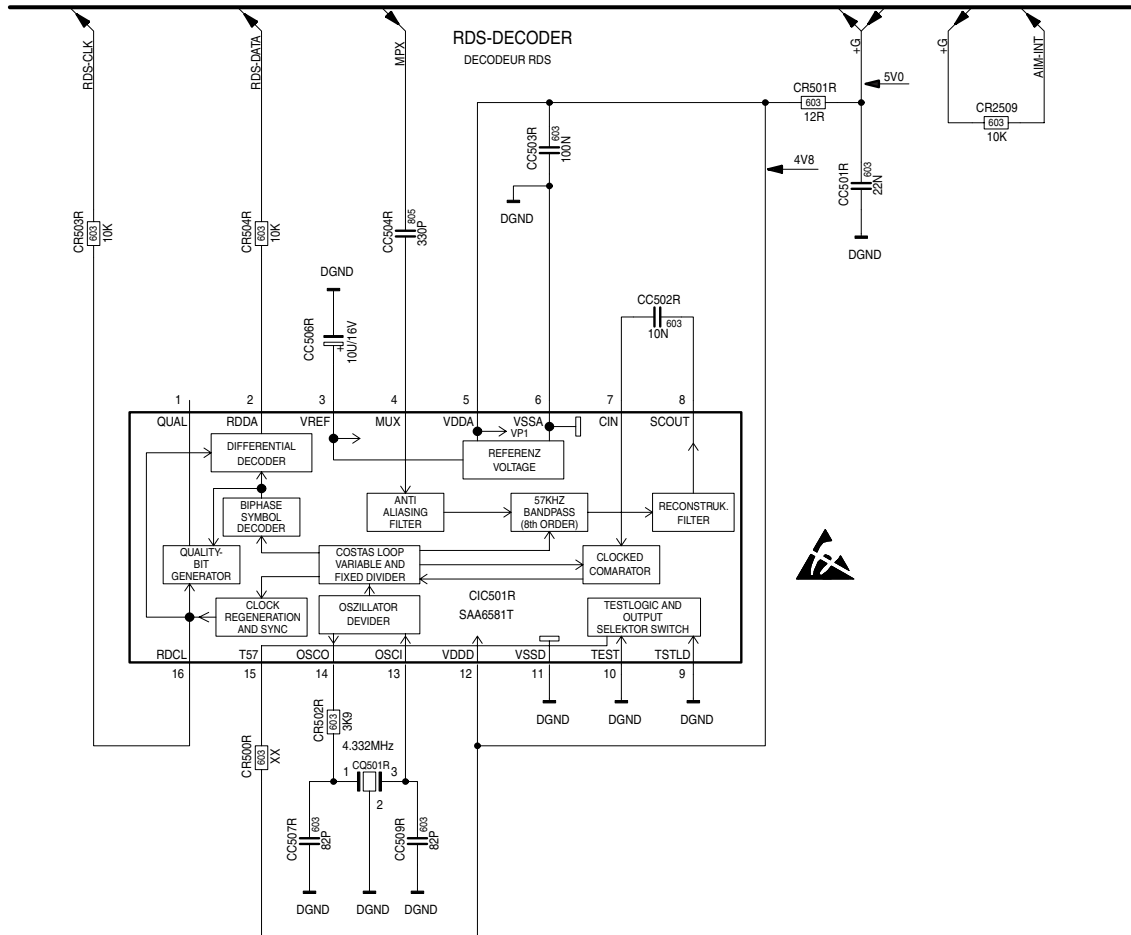 RDS-CLK
RDS-DATA
MPX
RDS-DECODER
DECODEUR RDS
+G
+G
AIM-INT
5V0
CR501R
603
12R
CR2509
603
10K
CC503R
603
100N
4V8
CC501R
603
22N
DGND
DGND
CR503R
603
10K
CR504R
603
10K
CC504R
805
330P
DGND
CC506R
+
10U/16V
CC502R
603
10N
1
2
3
4
5
6
7
8
QUAL
RDDA
VREF
MUX
VDDA
VSSA
CIN
SCOUT
VP1
DIFFERENTIAL
DECODER
REFERENZ
VOLTAGE
BIPHASE
SYMBOL
DECODER
ANTI
ALIASING
FILTER
57KHZ
BANDPASS
(8th ORDER)
RECONSTRUK.
FILTER
QUALITY-
BIT
GENERATOR
COSTAS LOOP
VARIABLE AND
FIXED DIVIDER
CLOCKED
COMARATOR
CLOCK
REGENERATION
AND SYNC
OSZILLATOR
DEVIDER
CIC501R
SAA6581T
TESTLOGIC AND
OUTPUT
SELEKTOR SWITCH
RDCL
T57
OSCO
OSCI
VDDD
VSSD
TEST
TSTLD
16
15
14
13
12
11
10
9
DGND
DGND
DGND
CR502R
603
3K9
CR500R
603
XX
4.332MHz
1
CQ501R
3
2
CC507R
603
82P
CC509R
603
82P
DGND
DGND
DGND